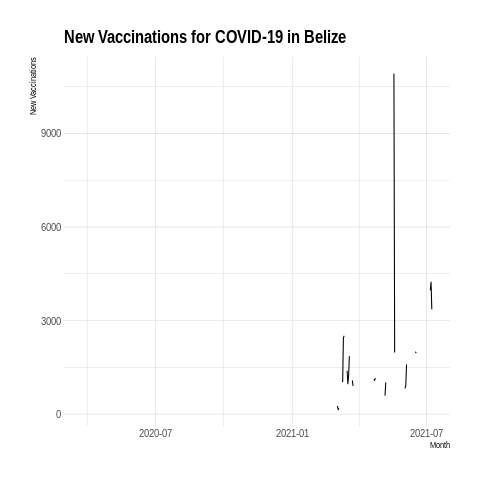 New Vaccinations for COVID-19 in Belize
New Vaccinations
9000
6000
3000
0
2020-07
2021-01
2021-07
Month